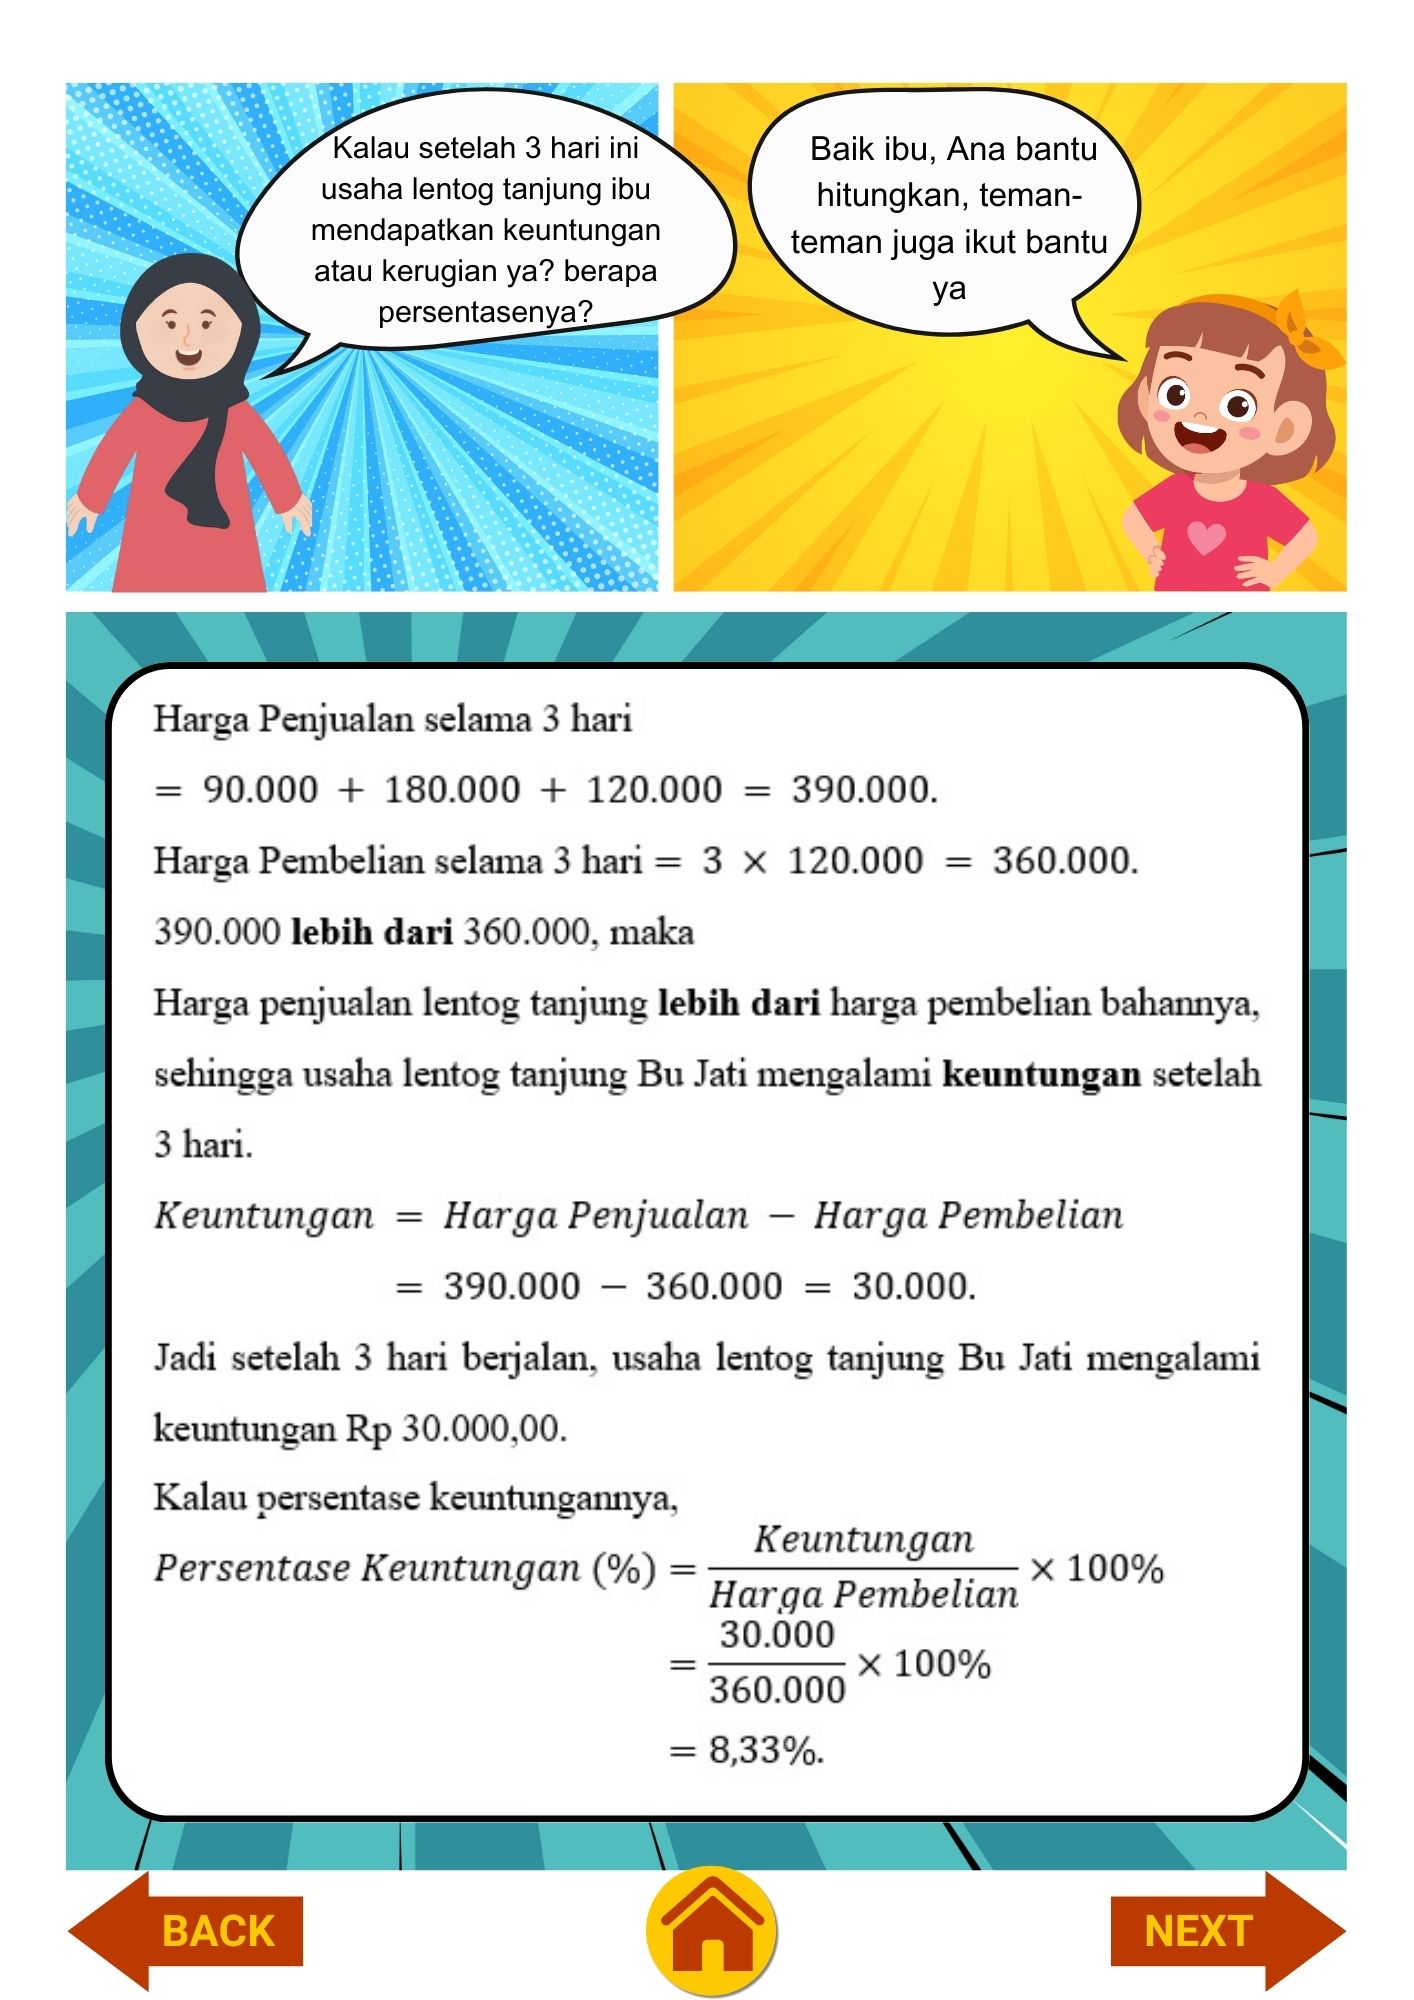 Kalau setelah 3 hari ini
usaha lentog tanjung ibu
mendapatkan keuntungan
atau kerugian ya? berapa
persentasenya?
Baik ibu, Ana bantu
hitungkan, teman-
teman juga ikut bantu
ya
Harga Penjualan selama 3 hari
= 90.000 + 180.000 + 120.000 = 390.000.
Harga Pembelian selama 3 hari = 3 × 120.000 = 360.000.
390.000 lebih dari 360.000, maka
Harga penjualan lentog tanjung lebih dari harga pembelian bahannya,
sehingga usaha lentog tanjung Bu Jati mengalami keuntungan setelah
3 hari.
Keuntungan = Harga Penjualan − Harga Pembelian
= 390.000 − 360.000 = 30.000.
Jadi setelah 3 hari berjalan, usaha lentog tanjung Bu Jati mengalami
keuntungan Rp 30.000,00.
Kalau persentase keuntungannya,
Persentase Keuntungan (%) = Keuntungan / Harga Pembelian × 100%
= 30.000 / 360.000 × 100%
= 8,33%.
BACK
NEXT